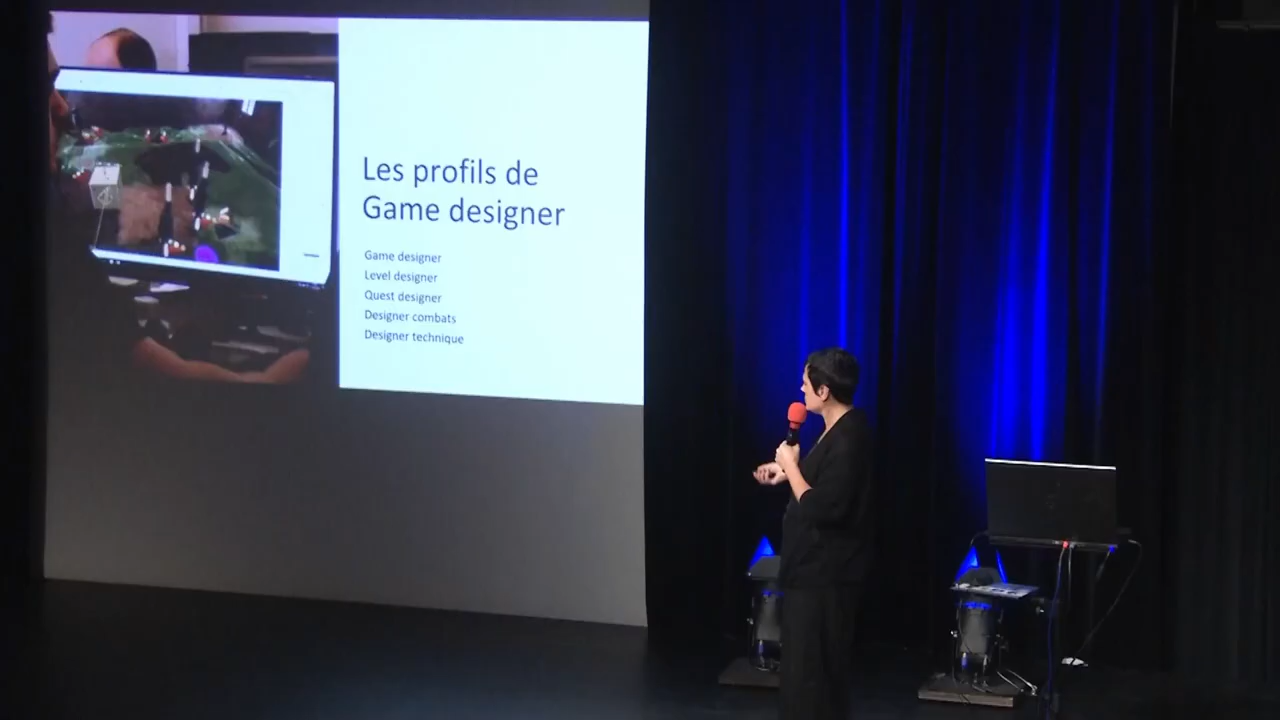 Les profils de
Game designer
Game designer
Level designer
Quest designer
Designer combats
Designer technique